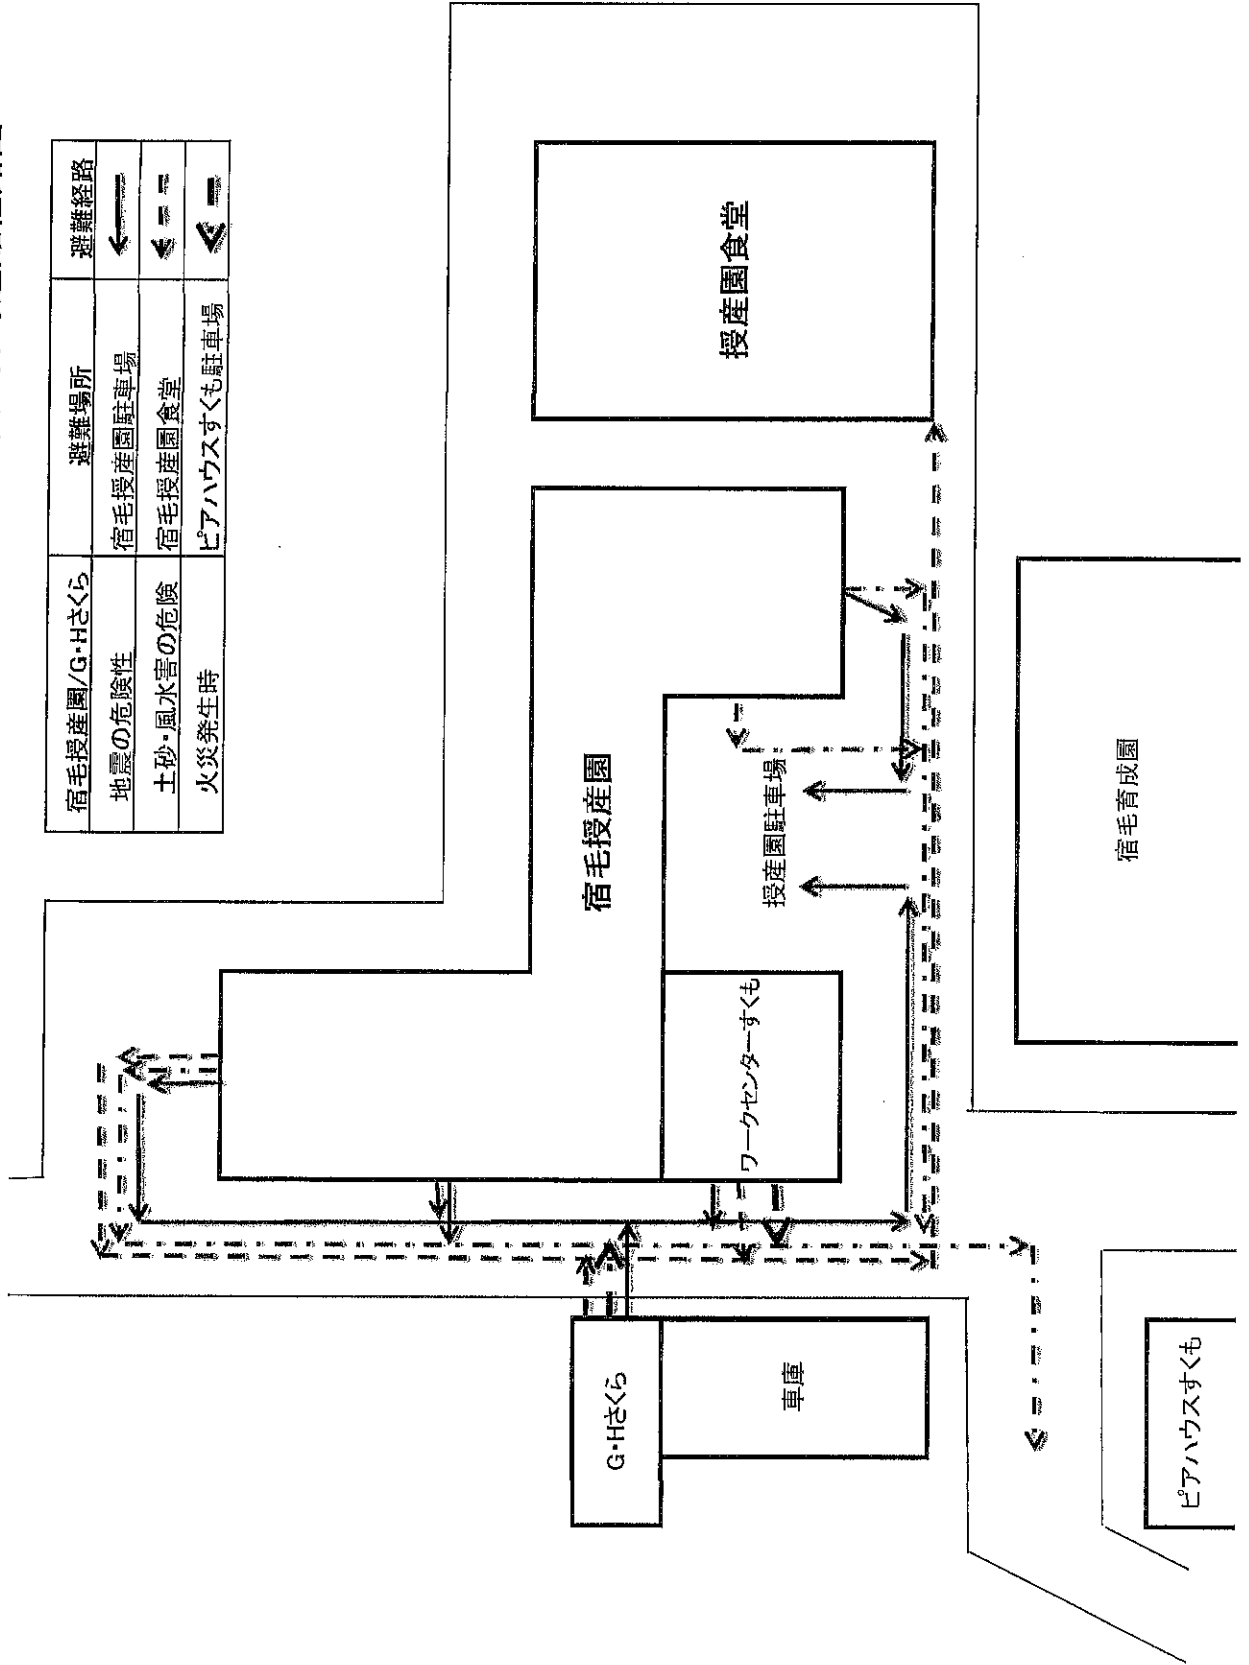 宿毛授産園/G・Hさくら 避難場所 避難経路
地震の危険性 宿毛授産園駐車場
土砂・風水害の危険 宿毛授産園食堂
火災発生時 ピアハウスすくも駐車場
授産園食堂
宿毛授産園
授産園駐車場
ワークセンターすくも
G・Hさくら
車庫
宿毛育成園
ピアハウスすくも